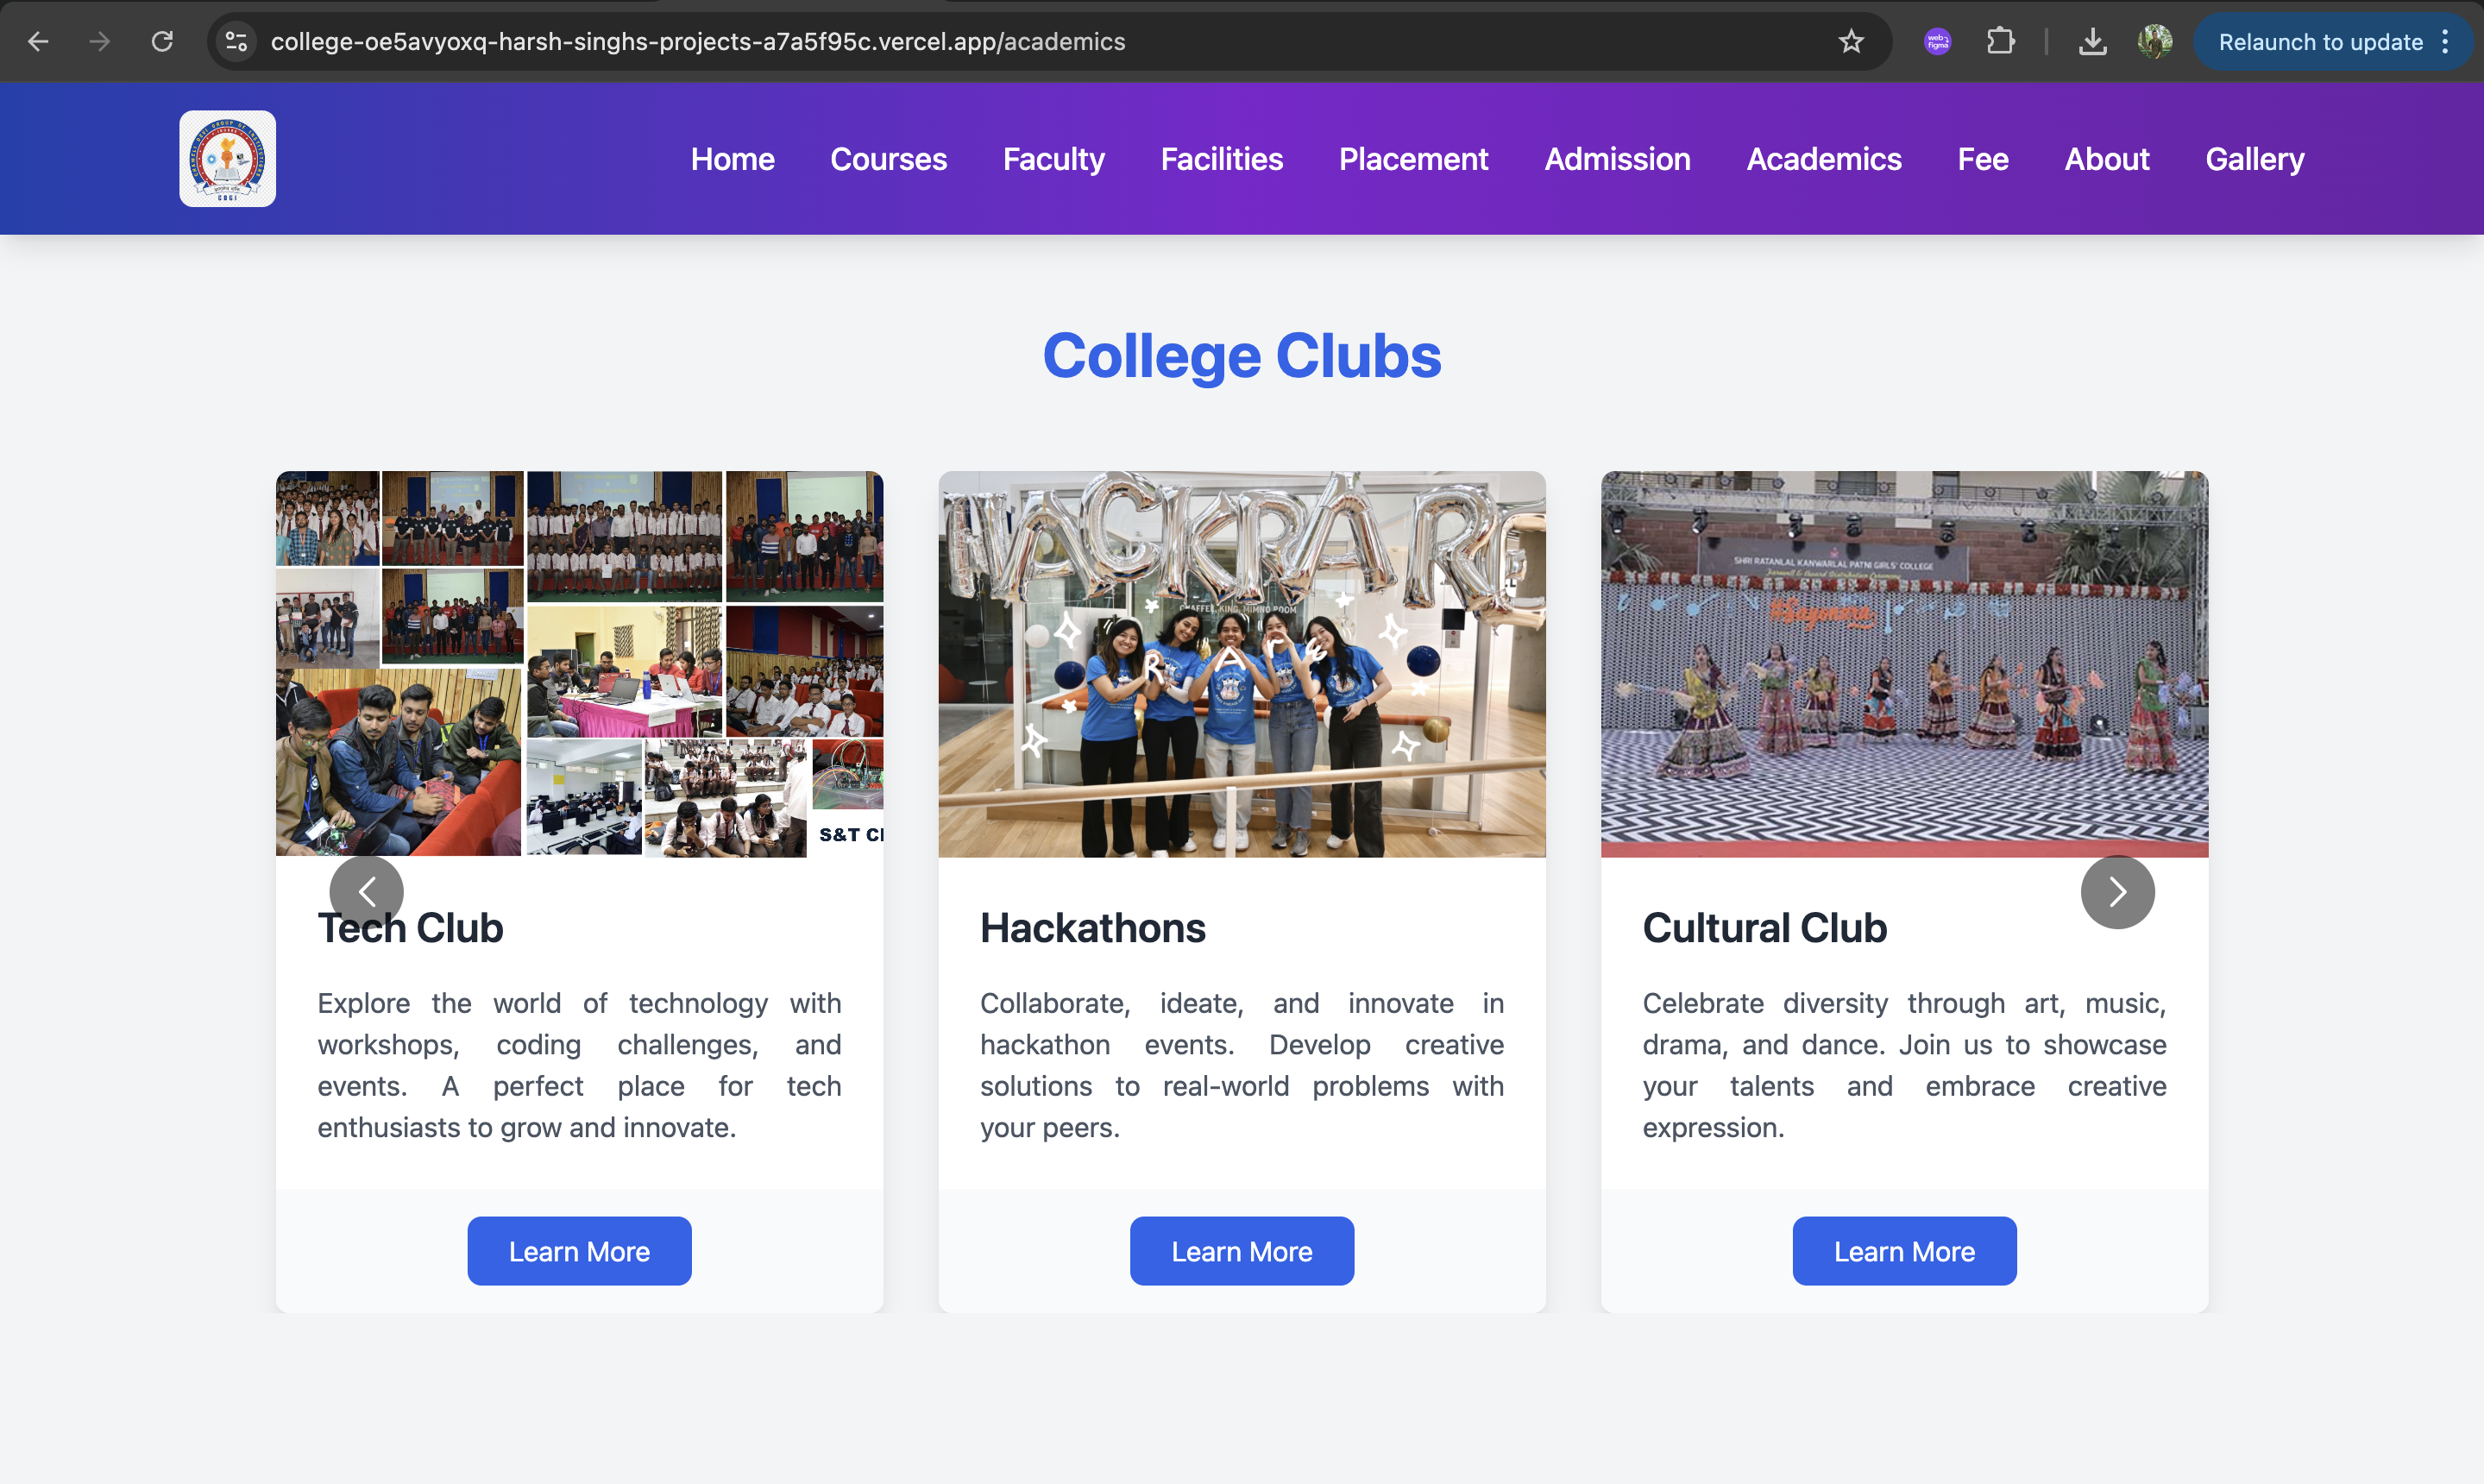 college-oe5avyoxq-harsh-singhs-projects-a7a5f95c.vercel.app/academics
Relaunch to update
Home Courses Faculty Facilities Placement Admission Academics Fee About Gallery
CDGI
College Clubs
HACKRARE
SHRI RATANLAL KANWARLAL PATNI GIRLS' COLLEGE
#Sayonara
RARE
S&T Cl
Tech Club
Explore the world of technology with
workshops, coding challenges, and
events. A perfect place for tech
enthusiasts to grow and innovate.
Learn More
Hackathons
Collaborate, ideate, and innovate in
hackathon events. Develop creative
solutions to real-world problems with
your peers.
Learn More
Cultural Club
Celebrate diversity through art, music,
drama, and dance. Join us to showcase
your talents and embrace creative
expression.
Learn More